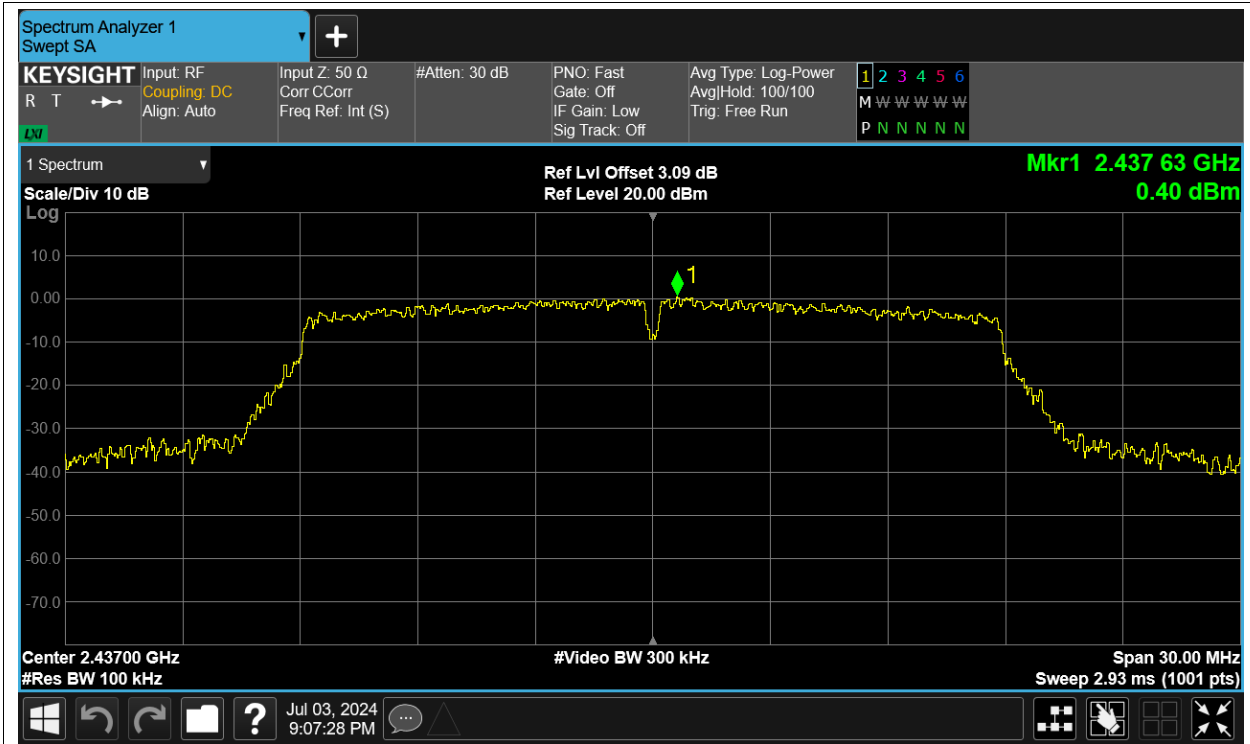 Spectrum Analyzer 1
Swept SA
KEYSIGHT
R T
LXI
Input: RF
Coupling: DC
Align: Auto
Input Z: 50 Ω
Corr CCorr
Freq Ref: Int (S)
#Atten: 30 dB
PNO: Fast
Gate: Off
IF Gain: Low
Sig Track: Off
Avg Type: Log-Power
Avg|Hold: 100/100
Trig: Free Run
1 2 3 4 5 6
M W W W W W
P N N N N N
1 Spectrum
Scale/Div 10 dB
Log
Ref Lvl Offset 3.09 dB
Ref Level 20.00 dBm
Mkr1 2.437 63 GHz
0.40 dBm
10.0
0.00
-10.0
-20.0
-30.0
-40.0
-50.0
-60.0
-70.0
1
Center 2.43700 GHz
#Res BW 100 kHz
#Video BW 300 kHz
Span 30.00 MHz
Sweep 2.93 ms (1001 pts)
?
Jul 03, 2024
9:07:28 PM